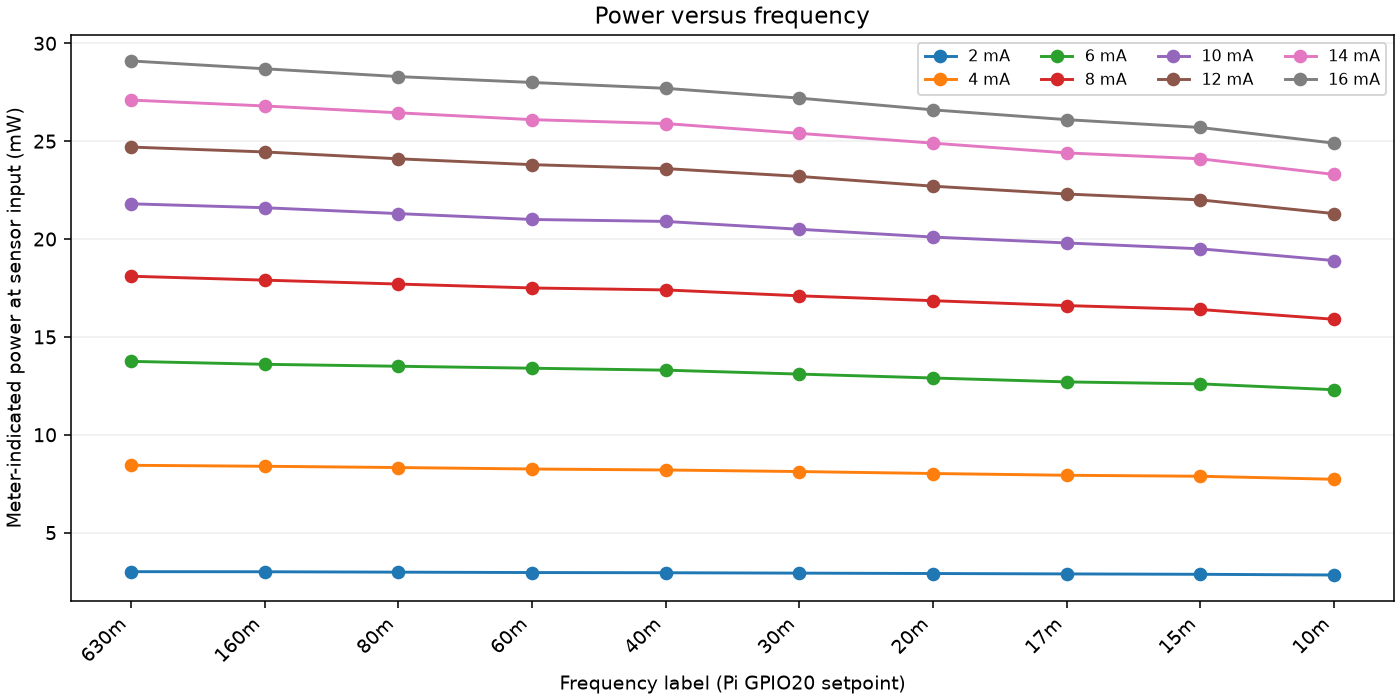 Power versus frequency
Meter-indicated power at sensor input (mW)
30
25
20
15
10
5
2 mA
4 mA
6 mA
8 mA
10 mA
12 mA
14 mA
16 mA
630m
160m
80m
60m
40m
30m
20m
17m
15m
10m
Frequency label (Pi GPIO20 setpoint)